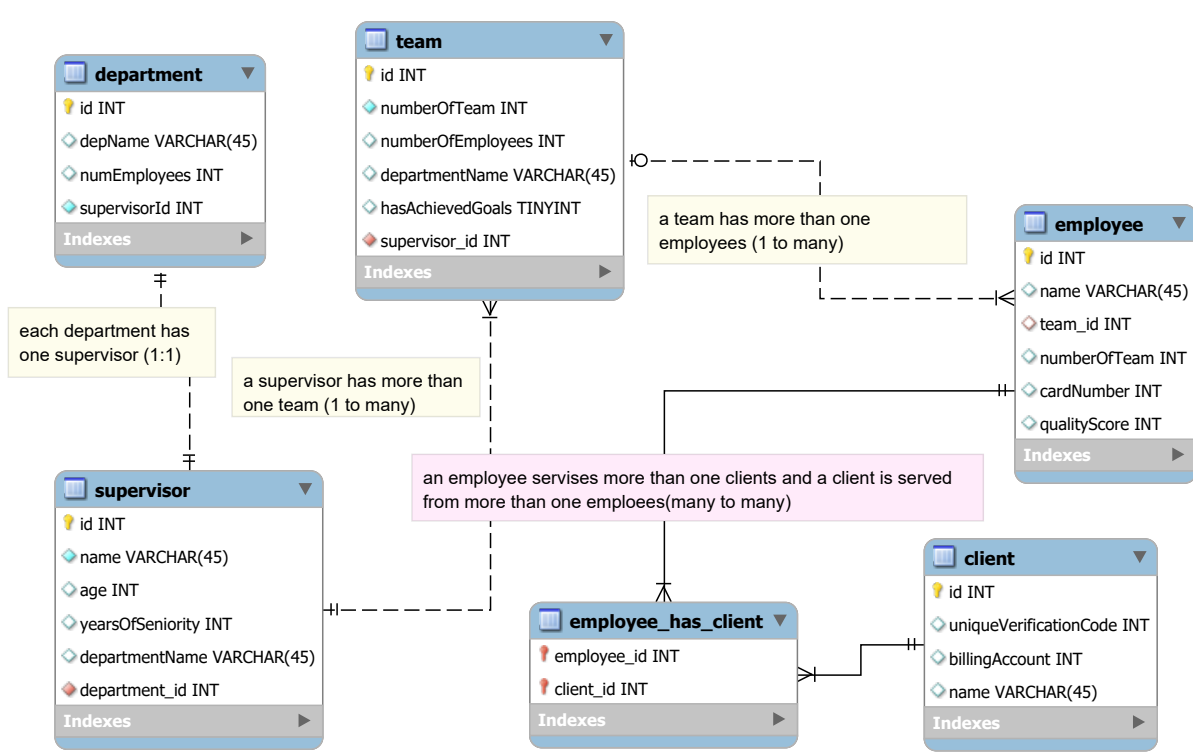 department
id INT
depName VARCHAR(45)
numEmployees INT
supervisorId INT
Indexes
team
id INT
numberOfTeam INT
numberOfEmployees INT
departmentName VARCHAR(45)
hasAchievedGoals TINYINT
supervisor_id INT
Indexes
a team has more than one
employees (1 to many)
employee
id INT
name VARCHAR(45)
team_id INT
numberOfTeam INT
cardNumber INT
qualityScore INT
Indexes
each department has
one supervisor (1:1)
a supervisor has more than
one team (1 to many)
an employee servises more than one clients and a client is served
from more than one emploees(many to many)
supervisor
id INT
name VARCHAR(45)
age INT
yearsOfSeniority INT
departmentName VARCHAR(45)
department_id INT
Indexes
employee_has_client
employee_id INT
client_id INT
Indexes
client
id INT
uniqueVerificationCode INT
billingAccount INT
name VARCHAR(45)
Indexes